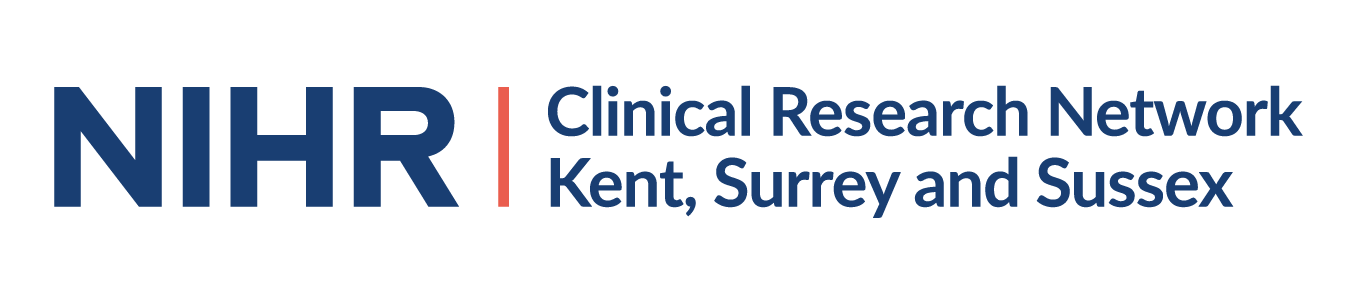 NIHR
Clinical Research Network
Kent, Surrey and Sussex